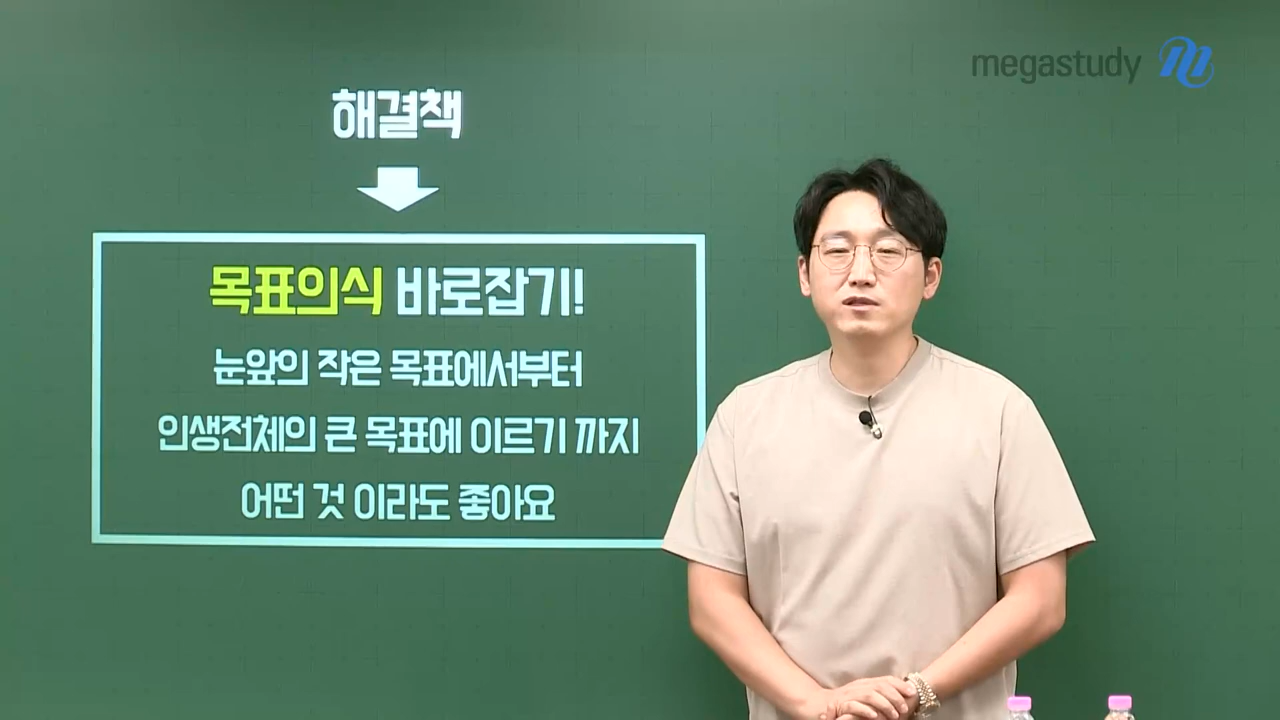 megastudy
해결책
목표의식 바로잡기!
눈앞의 작은 목표에서부터
인생전체의 큰 목표에 이르기 까지
어떤 것 이라도 좋아요